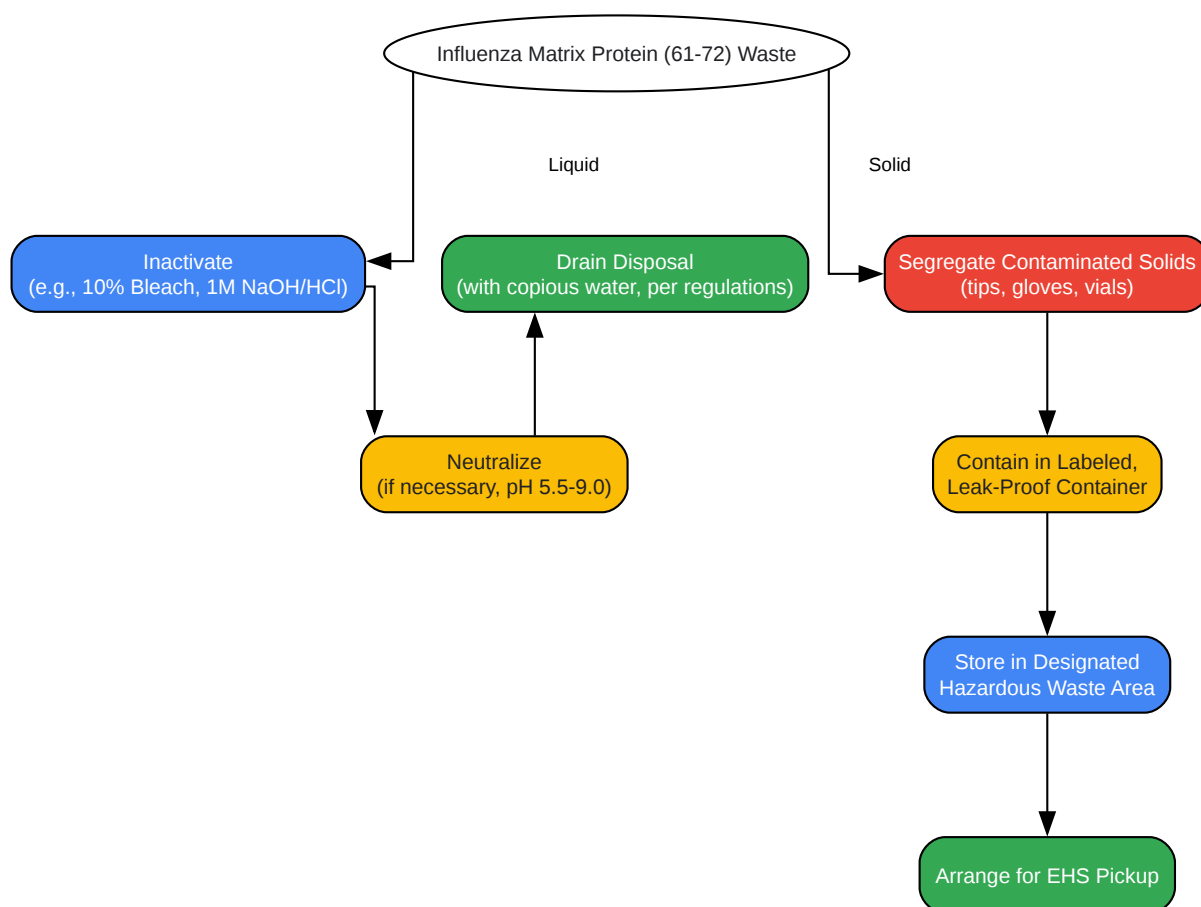 Influenza Matrix Protein (61-72) Waste
Liquid
Solid
Inactivate
(e.g., 10% Bleach, 1M NaOH/HCl)
Drain Disposal
(with copious water, per regulations)
Segregate Contaminated Solids
(tips, gloves, vials)
Neutralize
(if necessary, pH 5.5-9.0)
Contain in Labeled,
Leak-Proof Container
Store in Designated
Hazardous Waste Area
Arrange for EHS Pickup